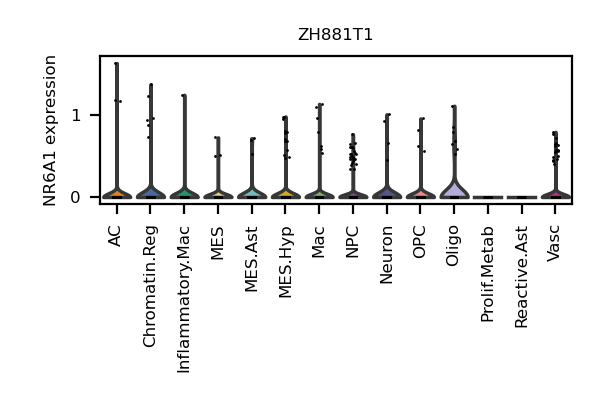 ZH881T1
NR6A1 expression
1
0
AC
Chromatin.Reg
Inflammatory.Mac
MES
MES.Ast
MES.Hyp
Mac
NPC
Neuron
OPC
Oligo
Prolif.Metab
Reactive.Ast
Vasc